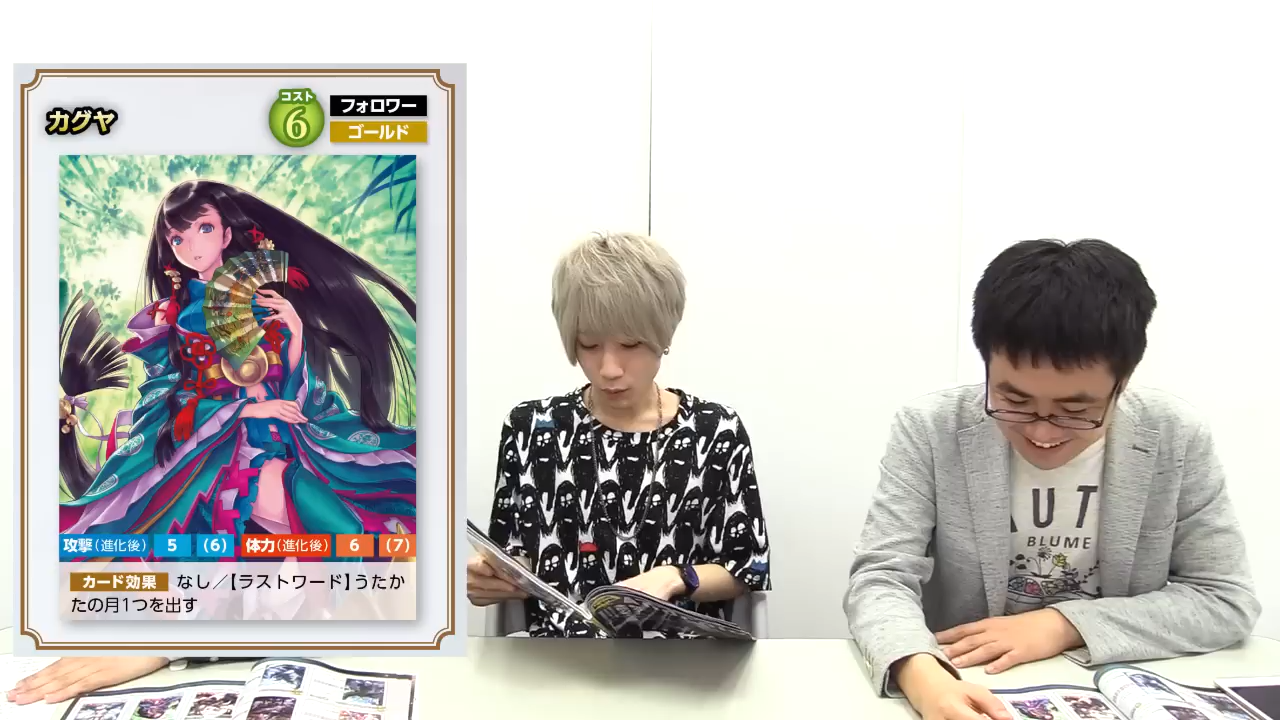 カグヤ
コスト
6
フォロワー
ゴールド
攻撃(進化後) 5 (6) 体力(進化後) 6 (7)
カード効果 なし／【ラストワード】うたか
たの月1つを出す
AUT
BLUME